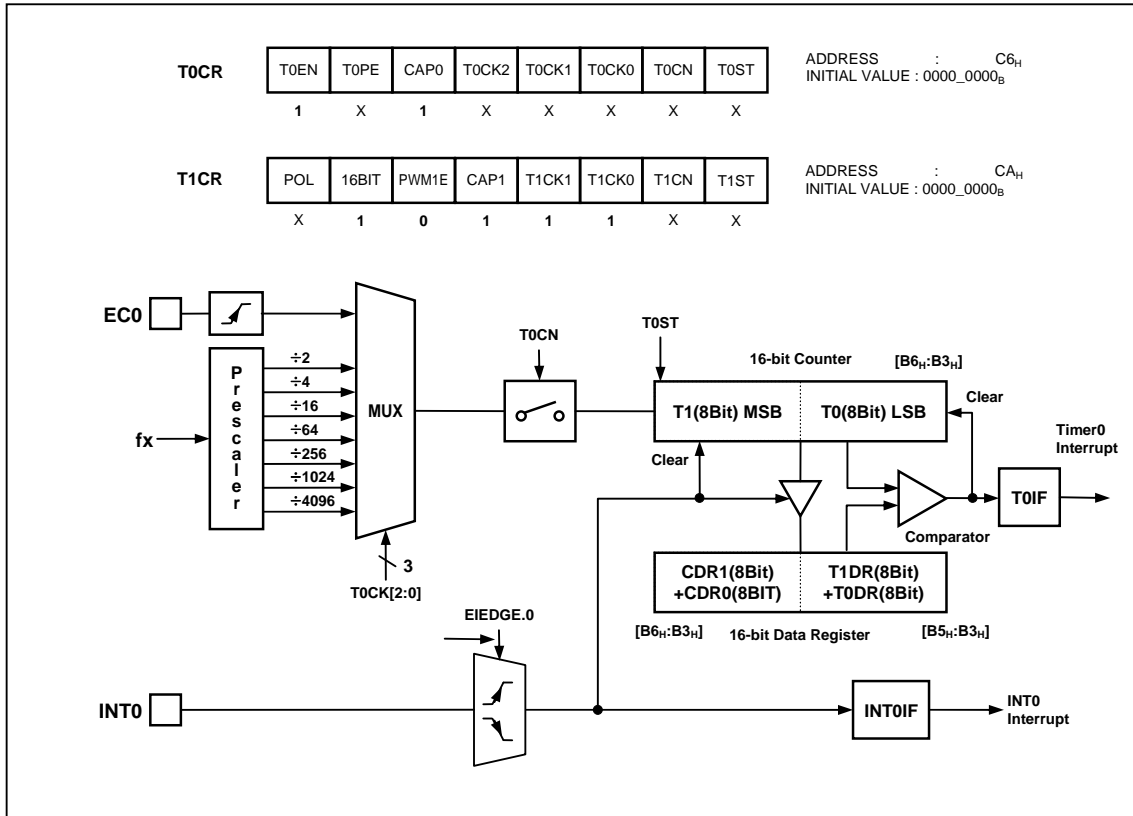 T0CR T0EN T0PE CAP0 T0CK2 T0CK1 T0CK0 T0CN T0ST
ADDRESS : C6H
INITIAL VALUE : 0000_0000B
1 X 1 X X X X X
T1CR POL 16BIT PWM1E CAP1 T1CK1 T1CK0 T1CN T1ST
ADDRESS : CAH
INITIAL VALUE : 0000_0000B
X 1 0 1 1 1 X X
EC0
Prescaler
fx
÷2
÷4
÷16
÷64
÷256
÷1024
÷4096
MUX
3
T0CK[2:0]
T0CN
T0ST
16-bit Counter
[B6H:B3H]
T1(8Bit) MSB
T0(8Bit) LSB
Clear
Clear
Comparator
Timer0
Interrupt
T0IF
CDR1(8Bit)
+CDR0(8BIT)
T1DR(8Bit)
+T0DR(8Bit)
[B6H:B3H]
16-bit Data Register
[B5H:B3H]
EIEDGE.0
INT0
INT0IF
INT0
Interrupt